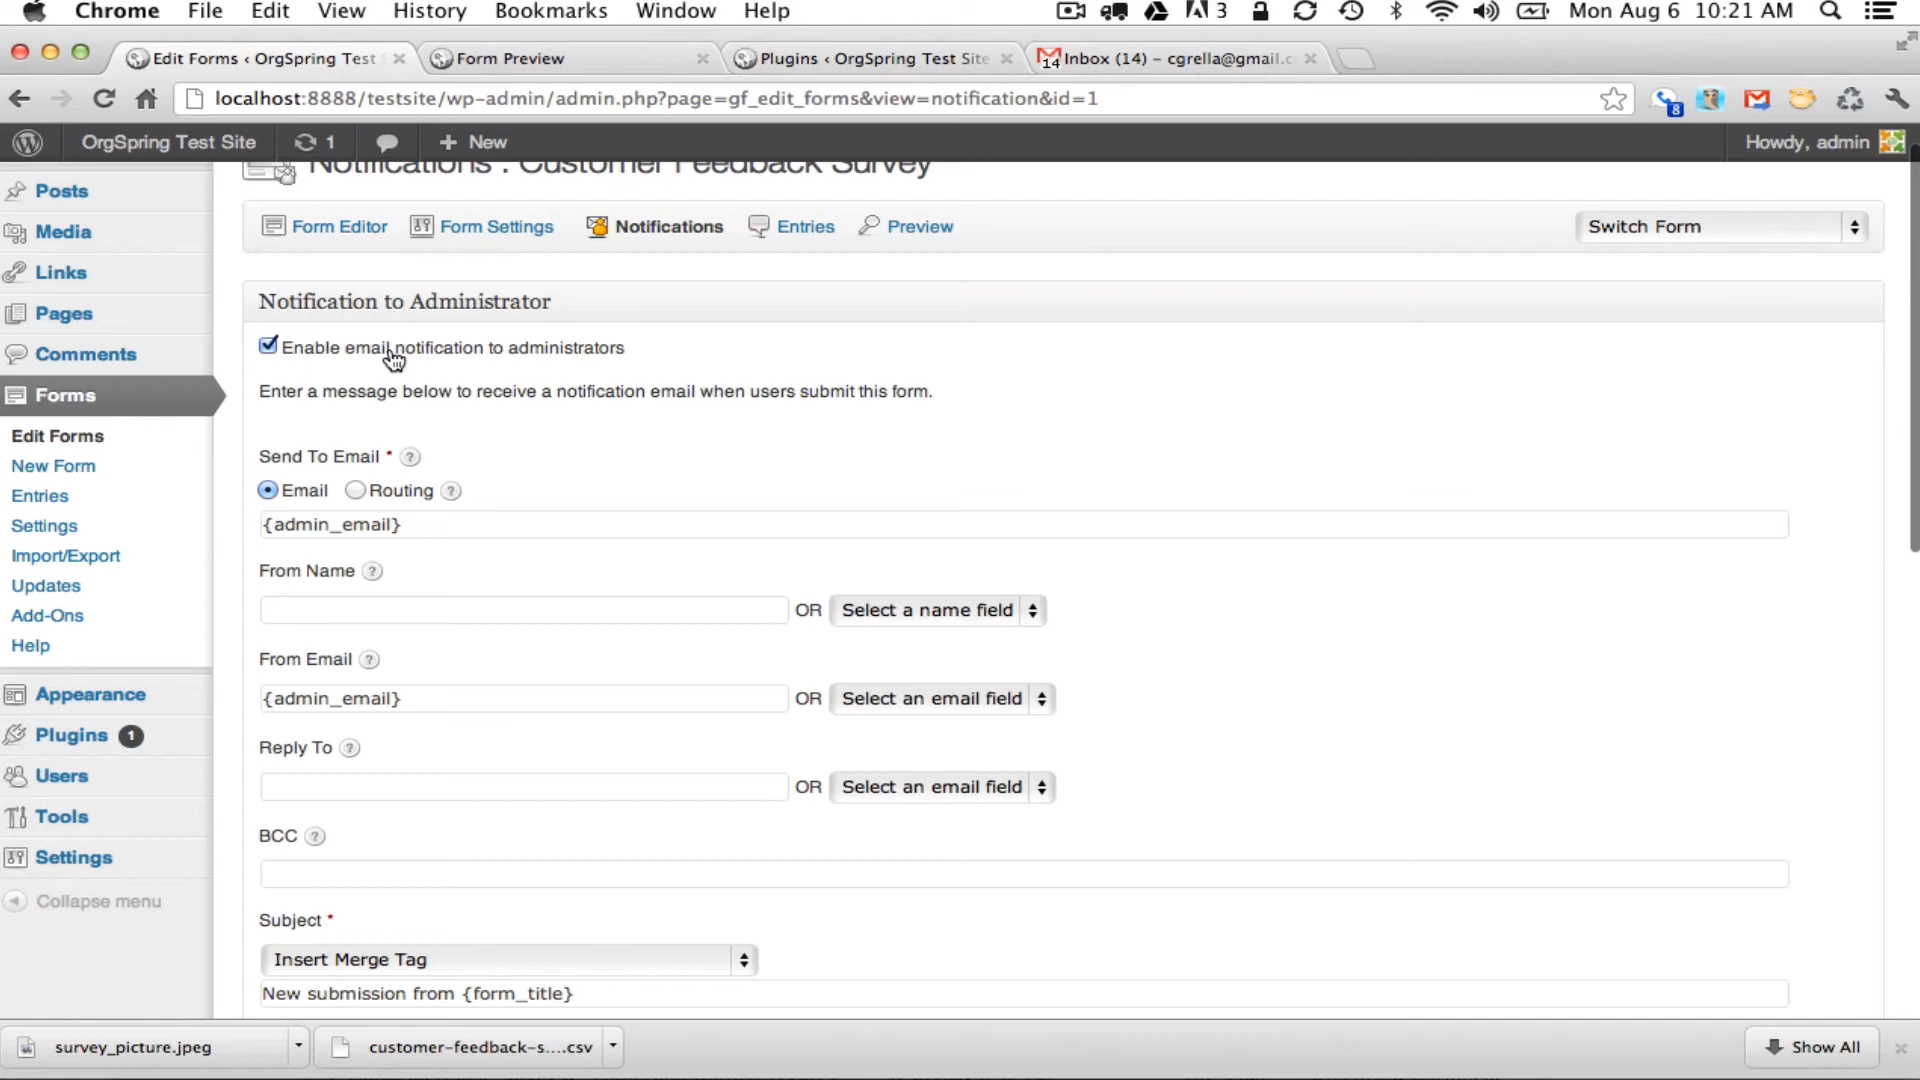 Chrome File Edit View History Bookmarks Window Help 3 Mon Aug 6 10:21 AM
Edit Forms ‹ OrgSpring Test Form Preview Plugins ‹ OrgSpring Test Site 14 Inbox (14) – cgrella@gmail.c
localhost:8888/testsite/wp-admin/admin.php?page=gf_edit_forms&view=notification&id=1 8
OrgSpring Test Site 1 + New Howdy, admin
Notifications : Customer Feedback Survey
Posts
Form Editor Form Settings Notifications Entries Preview Switch Form
Media
Links
Notification to Administrator
Pages
Enable email notification to administrators
Comments
Enter a message below to receive a notification email when users submit this form.
Forms
Edit Forms
Send To Email * ?
New Form
Email Routing ?
Entries
{admin_email}
Settings
Import/Export
From Name ?
Updates
OR Select a name field
Add-Ons
Help
From Email ?
Appearance
{admin_email} OR Select an email field
Plugins 1
Reply To ?
Users
OR Select an email field
Tools
BCC ?
Settings
Collapse menu
Subject *
Insert Merge Tag
New submission from {form_title}
survey_picture.jpeg customer-feedback-s....csv Show All